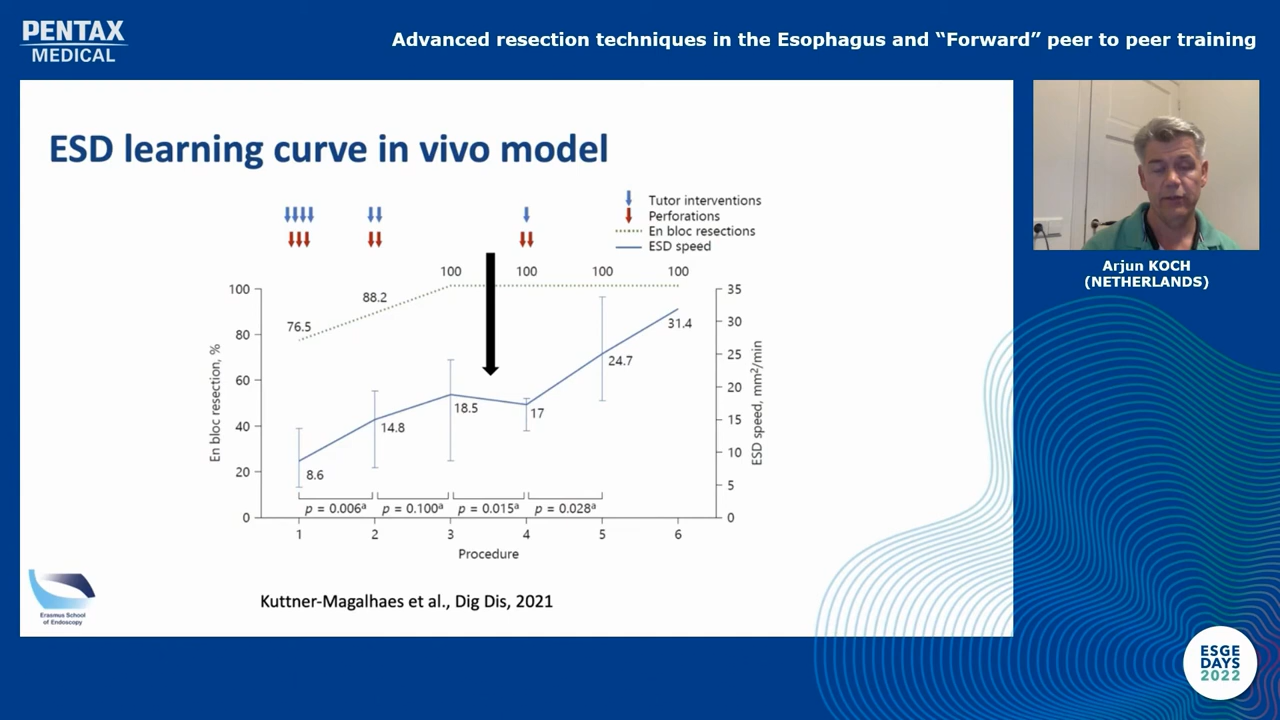 PENTAX
MEDICAL
Advanced resection techniques in the Esophagus and “Forward” peer to peer training
ESD learning curve in vivo model
Tutor interventions
Perforations
En bloc resections
ESD speed
100 100 100 100
88.2
76.5
31.4
24.7
18.5
17
14.8
8.6
100
80
60
40
20
0
En bloc resection, %
35
30
25
20
15
10
5
0
ESD speed, mm²/min
p = 0.006ª p = 0.100ª p = 0.015ª p = 0.028ª
1 2 3 4 5 6
Procedure
Kuttner-Magalhaes et al., Dig Dis, 2021
Erasmus School
of Endoscopy
Arjun KOCH
(NETHERLANDS)
ESGE
DAYS
2022